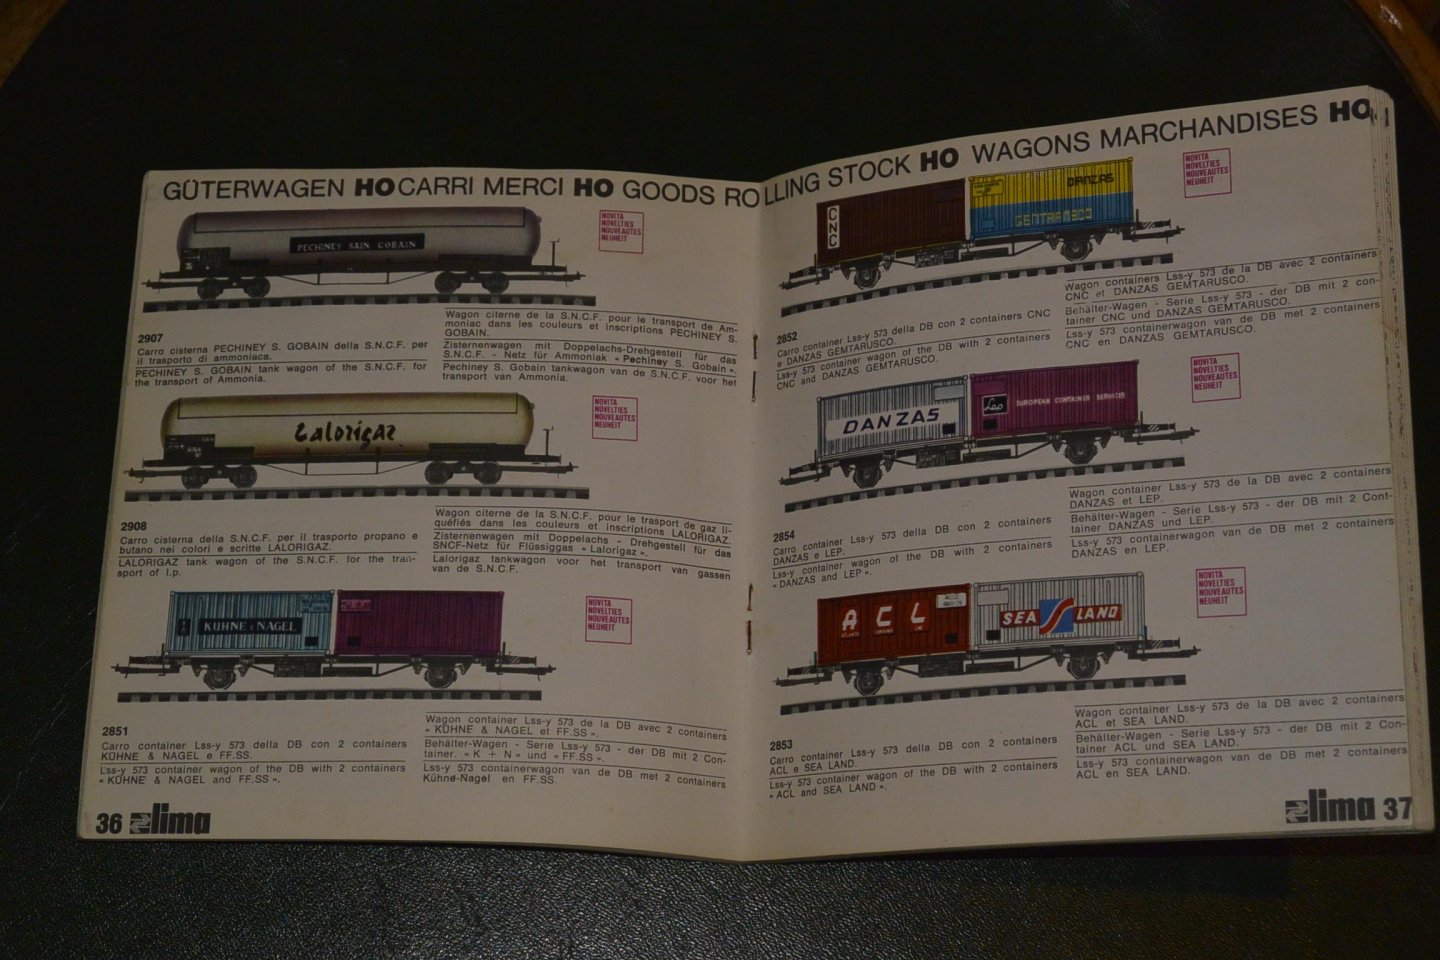 GÜTERWAGEN HO CARRI MERCI HO GOODS ROLLING STOCK HO WAGONS MARCHANDISES HO
PECHINEY SAIN GOBAIN
NOVITA
NOVELTIES
NOUVEAUTES
NEUHEIT
2907
Carro cisterna PECHINEY S. GOBAIN della S.N.C.F. per
il trasporto di ammoniaca.
PECHINEY S. GOBAIN tank wagon of the S.N.C.F. for
the transport of Ammonia.
Wagon citerne de la S.N.C.F. pour le transport de Am-
moniac dans les couleurs et inscriptions PECHINEY S.
GOBAIN.
Zisternenwagen mit Doppelachs-Drehgestell für das
S.N.C.F. - Netz für Ammoniak « Pechiney S. Gobain ».
Pechiney S. Gobain tankwagon van de S.N.C.F. voor het
transport van Ammonia.
Lalorigaz
NOVITA
NOVELTIES
NOUVEAUTES
NEUHEIT
2908
Carro cisterna della S.N.C.F. per il trasporto propano e
butano nei colori e scritte LALORIGAZ.
LALORIGAZ tank wagon of the S.N.C.F. for the tran-
sport of l.p.
Wagon citerne de la S.N.C.F. pour le trasport de gaz li-
quéfiés dans les couleurs et inscriptions LALORIGAZ.
Zisternenwagen mit Doppelachs - Drehgestell für das
SNCF-Netz für Flüssiggas « Lalorigaz ».
Lalorigaz tankwagon voor het transport van gassen
van de S.N.C.F.
KUHNE & NAGEL
NOVITA
NOVELTIES
NOUVEAUTES
NEUHEIT
2851
Carro container Lss-y 573 della DB con 2 containers
KÜHNE & NAGEL e FF.SS.
Lss-y 573 container wagon of the DB with 2 containers
« KÜHNE & NAGEL and FF.SS ».
Wagon container Lss-y 573 de la DB avec 2 containers
« KÜHNE & NAGEL et FF.SS ».
Behälter-Wagen - Serie Lss-y 573 - der DB mit 2 Con-
tainer. « K + N » und « FF.SS ».
Lss-y 573 containerwagon van de DB met 2 containers
Kühne-Nagel en FF.SS.
36 lima
CNC
DANZAS
GEMTRARUSCO
NOVITA
NOVELTIES
NOUVEAUTES
NEUHEIT
2852
Carro container Lss-y 573 della DB con 2 containers CNC
e DANZAS GEMTARUSCO.
Lss-y 573 container wagon of the DB with 2 containers
CNC and DANZAS GEMTARUSCO.
Wagon containers Lss-y 573 de la DB avec 2 containers
CNC et DANZAS GEMTARUSCO.
Behälter-Wagen - Serie Lss-y 573 - der DB mit 2 con-
tainer CNC und DANZAS GEMTARUSCO.
Lss-y 573 containerwagon van de DB met 2 containers
CNC en DANZAS GEMTARUSCO.
DANZAS
Lep EUROPEAN CONTAINER SERVICES
NOVITA
NOVELTIES
NOUVEAUTES
NEUHEIT
2854
Carro container Lss-y 573 della DB con 2 containers
DANZAS e LEP.
Lss-y 573 container wagon of the DB with 2 containers
« DANZAS and LEP ».
Wagon container Lss-y 573 de la DB avec 2 containers
DANZAS et LEP.
Behälter-Wagen - Serie Lss-y 573 - der DB mit 2 Cont-
tainer DANZAS und LEP.
Lss-y 573 containerwagon van de DB met 2 containers
DANZAS en LEP.
ACL
ATLANTIC CONTAINER LINE
SEA LAND
NOVITA
NOVELTIES
NOUVEAUTES
NEUHEIT
2853
Carro container Lss-y 573 della DB con 2 containers
ACL e SEA LAND.
Lss-y 573 container wagon of the DB with 2 containers
« ACL and SEA LAND ».
Wagon container Lss-y 573 de la DB avec 2 containers
ACL et SEA LAND.
Behälter-Wagen - Serie Lss-y 573 - der DB mit 2 Con-
tainer ACL und SEA LAND.
Lss-y 573 containerwagon van de DB met 2 containers
ACL en SEA LAND.
lima 37